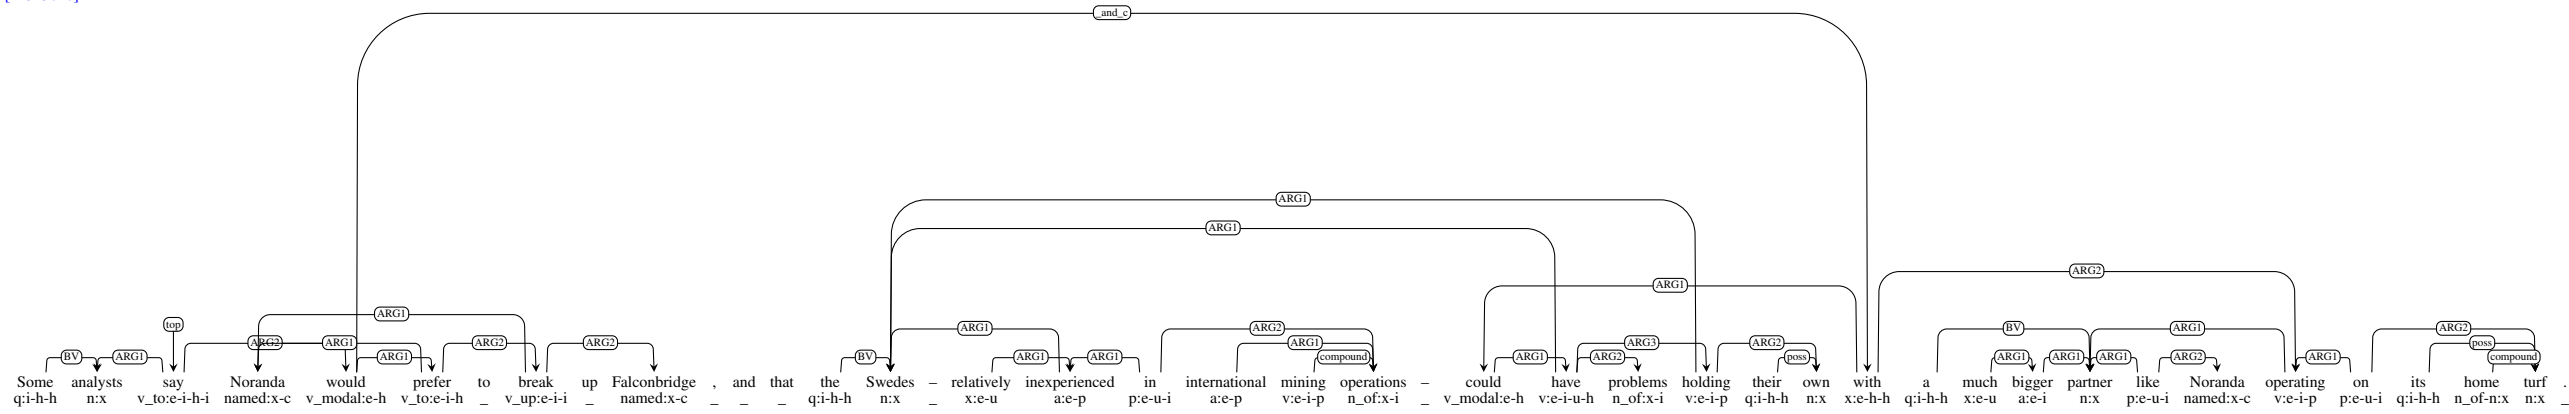 _and_c
ARG1
ARG1
ARG2
ARG1
ARG1
top
ARG1 ARG2 BV ARG1 ARG2
ARG2 ARG1 ARG2 ARG2 ARG1 ARG3 ARG2 poss
BV ARG1 ARG1 BV ARG1 ARG1 compound ARG1 ARG2 poss ARG1 ARG1 ARG1 ARG2 ARG1 compound
Some analysts say Noranda would prefer to break up Falconbridge , and that the Swedes – relatively inexperienced in international mining operations – could have problems holding their own with a much bigger partner like Noranda operating on its home turf .
q:i-h-h n:x v_to:e-i-h-i named:x-c v_modal:e-h v_to:e-i-h _ v_up:e-i-i _ named:x-c _ _ _ q:i-h-h n:x _ x:e-u a:e-p p:e-u-i a:e-p v:e-i-p n_of:x-i _ v_modal:e-h v:e-i-u-h n_of:x-i v:e-i-p q:i-h-h n:x x:e-h-h q:i-h-h x:e-u a:e-i n:x p:e-u-i named:x-c v:e-i-p p:e-u-i q:i-h-h n_of-n:x n:x _